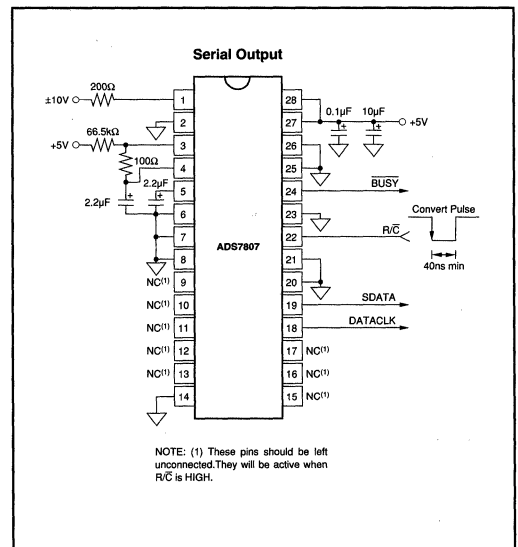 Serial Output
200Ω
±10V
66.5kΩ
+5V
100Ω
2.2µF
2.2µF
1
2
3
4
5
6
7
8
NC(1) 9
NC(1) 10
NC(1) 11
NC(1) 12
NC(1) 13
14
ADS7807
28
27
26
25
24
23
22
21
20
19
18
17 NC(1)
16 NC(1)
15 NC(1)
0.1µF
10µF
+5V
BUSY
Convert Pulse
R/C
40ns min
SDATA
DATACLK
NOTE: (1) These pins should be left
unconnected.They will be active when
R/C is HIGH.